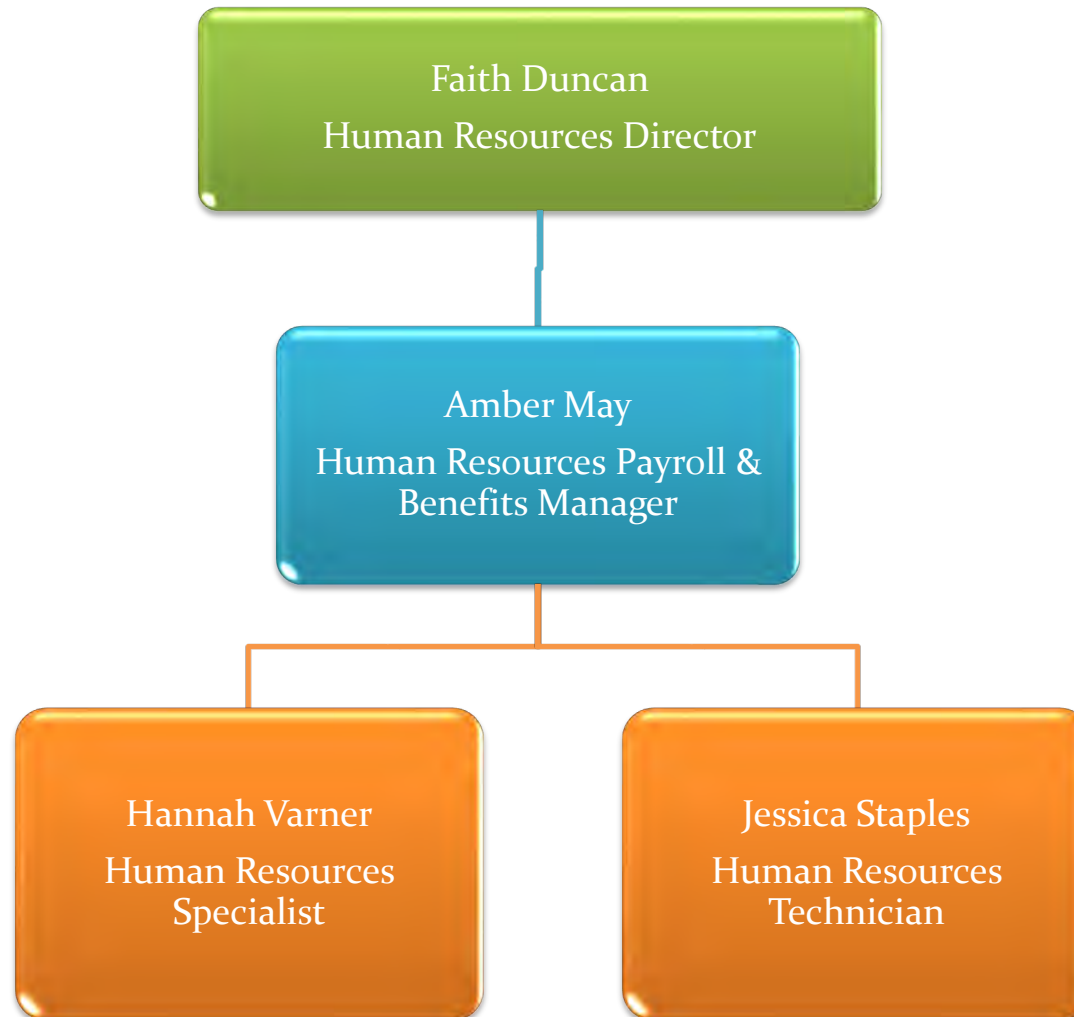 Faith Duncan
Human Resources Director
Amber May
Human Resources Payroll &
Benefits Manager
Hannah Varner
Human Resources
Specialist
Jessica Staples
Human Resources
Technician